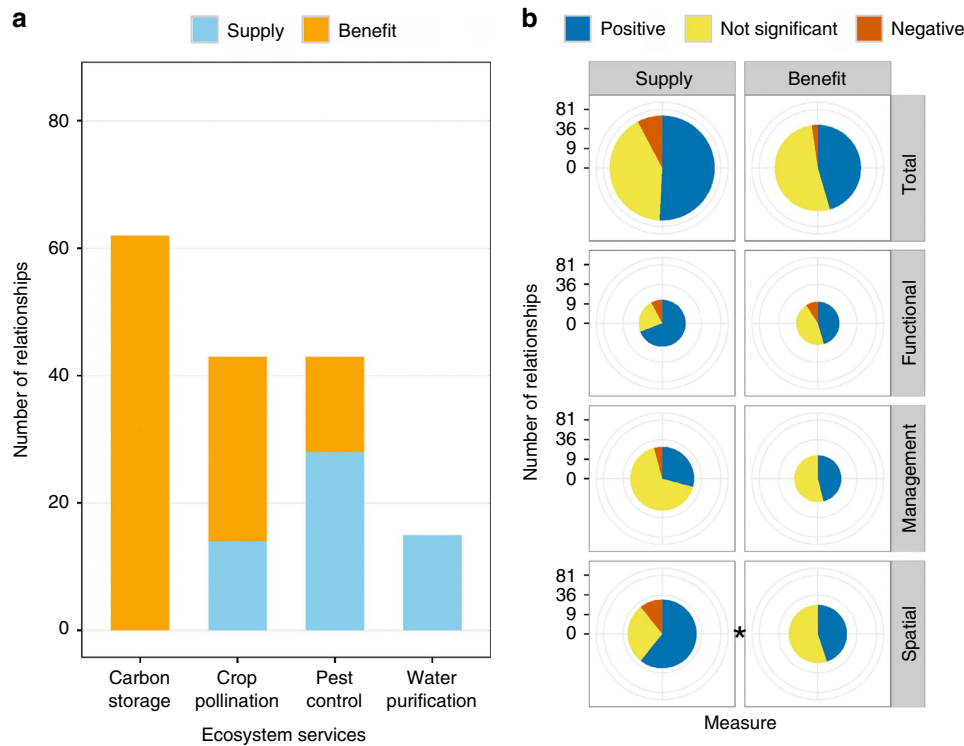 a
Supply
Benefit
Number of relationships
80
60
40
20
0
Carbon
storage
Crop
pollination
Pest
control
Water
purification
Ecosystem services
b
Positive
Not significant
Negative
Supply
Benefit
Number of relationships
81
36
9
0
Total
81
36
9
0
Functional
81
36
9
0
Management
81
36
9
0
*
Spatial
Measure